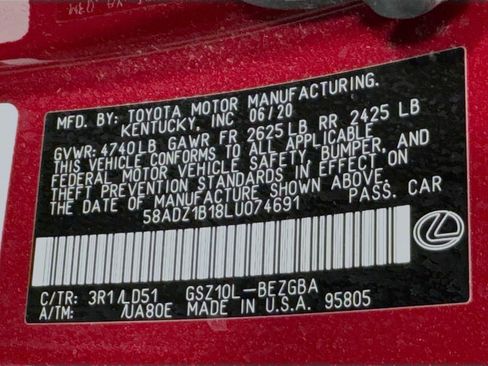 MFD. BY: TOYOTA MOTOR MANUFACTURING.
KENTUCKY, INC 06/20
GVWR: 4740LB GAWR FR 2625LB RR 2425 LB
THIS VEHICLE CONFORMS TO ALL APPLICABLE
FEDERAL MOTOR VEHICLE SAFETY, BUMPER, AND
THEFT PREVENTION STANDARDS IN EFFECT ON
THE DATE OF MANUFACTURE SHOWN ABOVE.
58ADZ1B18LU074691 PASS. CAR
C/TR: 3R1/LD51 GSZ10L-BEZGBA
A/TM: /UA80E MADE IN U.S.A. 95805